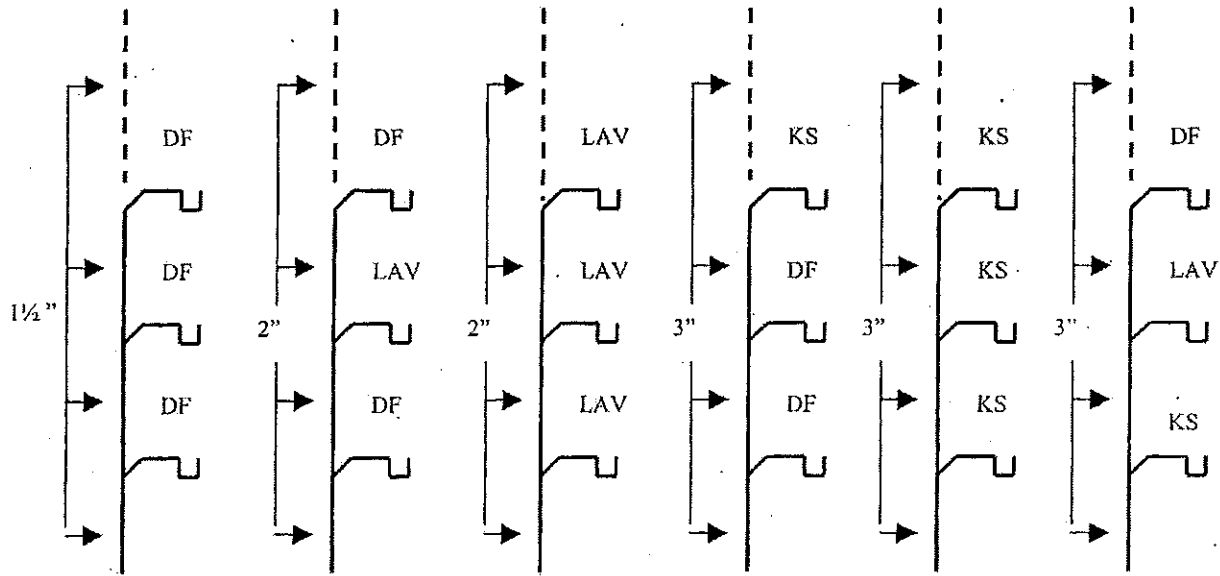 DF DF LAV KS KS DF
DF LAV LAV DF KS LAV
1½" 2" 2" 3" 3" 3"
DF DF LAV DF KS KS